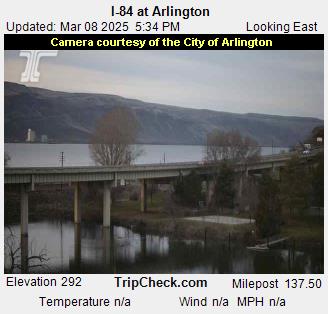 I-84 at Arlington
Updated: Mar 08 2025 5:34 PM Looking East
Camera courtesy of the City of Arlington
Elevation 292 TripCheck.com Milepost 137.50
Temperature n/a Wind n/a MPH n/a